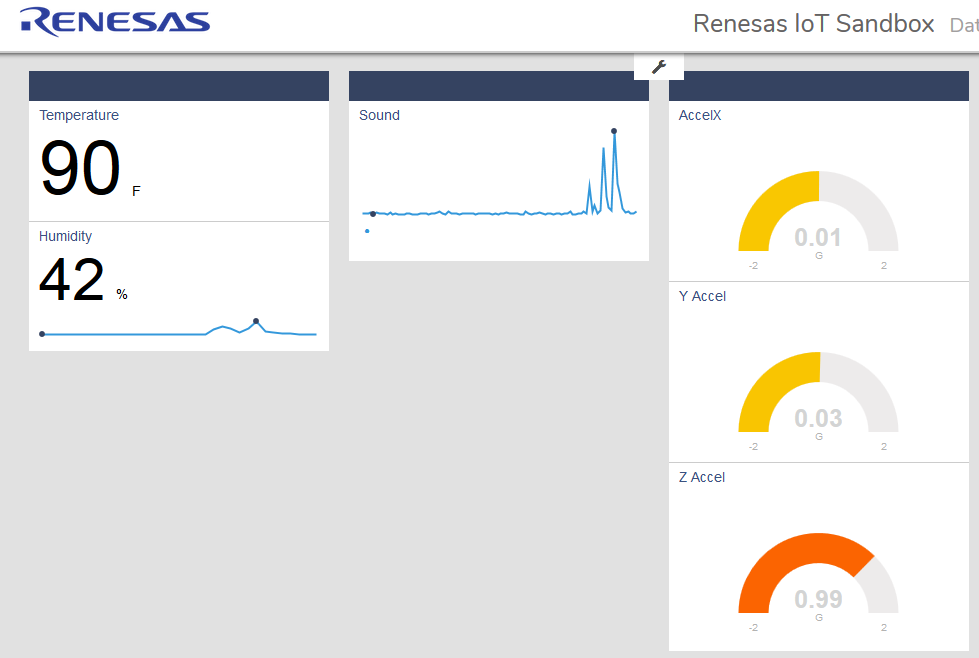 RENESAS
Renesas IoT Sandbox Dat
Temperature
90 F
Humidity
42 %
Sound
AccelX
0.01
G
-2 2
Y Accel
0.03
G
-2 2
Z Accel
0.99
G
-2 2